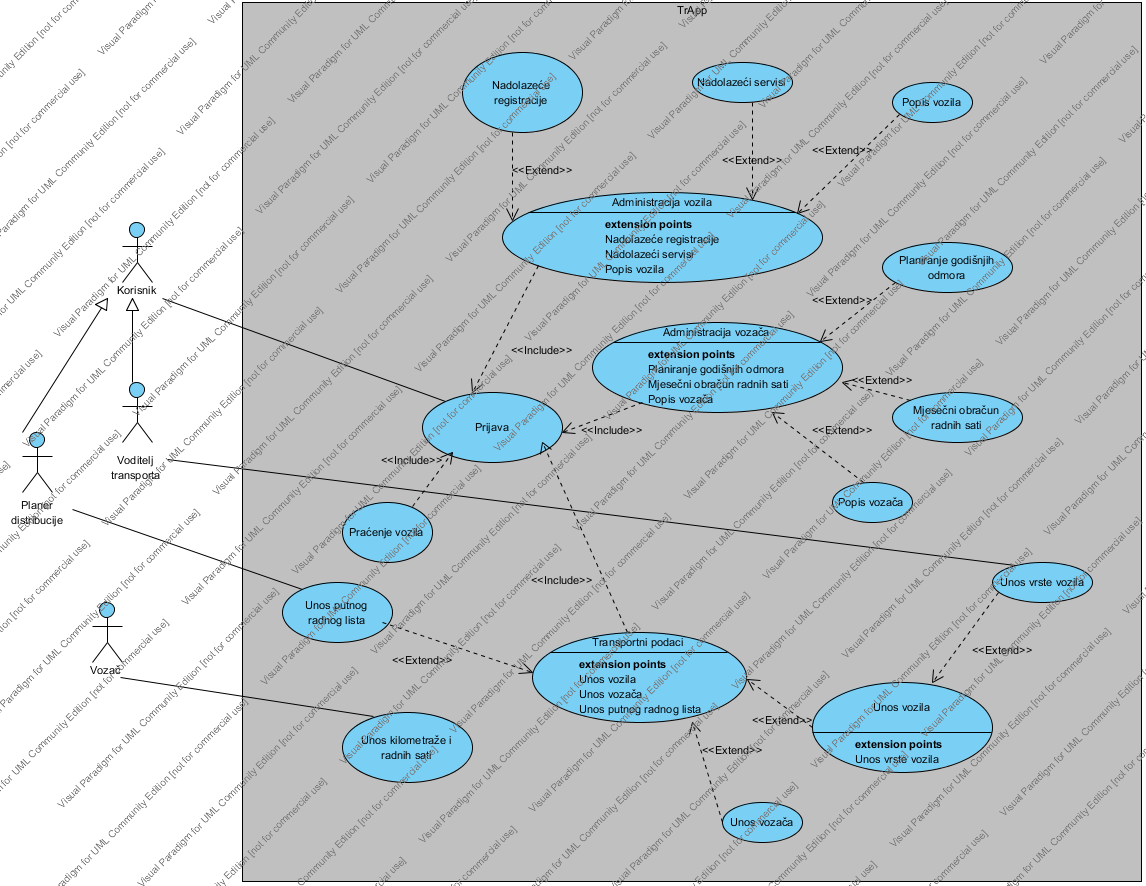 TrApp
Nadolazeće
registracije
Nadolazeći servisi
Popis vozila
<<Extend>>
<<Extend>>
<<Extend>>
Administracija vozila
extension points
Nadolazeće registracije
Nadolazeći servisi
Popis vozila
Korisnik
Planiranje godišnjih
odmora
<<Extend>>
Administracija vozača
extension points
Planiranje godišnjih odmora
Mjesečni obračun radnih sati
Popis vozača
<<Include>>
<<Extend>>
Mjesečni obračun
radnih sati
Prijava
<<Include>>
<<Extend>>
Voditelj
transporta
<<Include>>
Planer
distribucije
Popis vozača
Praćenje vozila
<<Include>>
Unos vrste vozila
Unos putnog
radnog lista
Vozač
<<Extend>>
Transportni podaci
extension points
Unos vozila
Unos vozača
Unos putnog radnog lista
<<Extend>>
Unos vozila
extension points
Unos vrste vozila
<<Extend>>
Unos kilometraže i
radnih sati
<<Extend>>
Unos vozača
Visual Paradigm for UML Community Edition [not for commercial use]